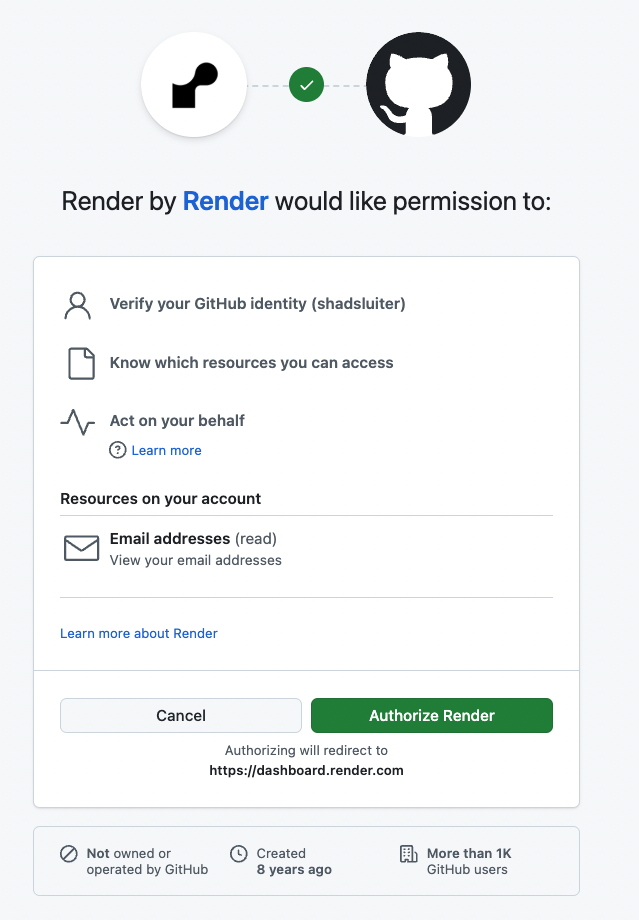 Render by Render would like permission to:
Verify your GitHub identity (shadsluiter)
Know which resources you can access
Act on your behalf
Learn more
Resources on your account
Email addresses (read)
View your email addresses
Learn more about Render
Cancel
Authorize Render
Authorizing will redirect to
https://dashboard.render.com
Not owned or
operated by GitHub
Created
8 years ago
More than 1K
GitHub users